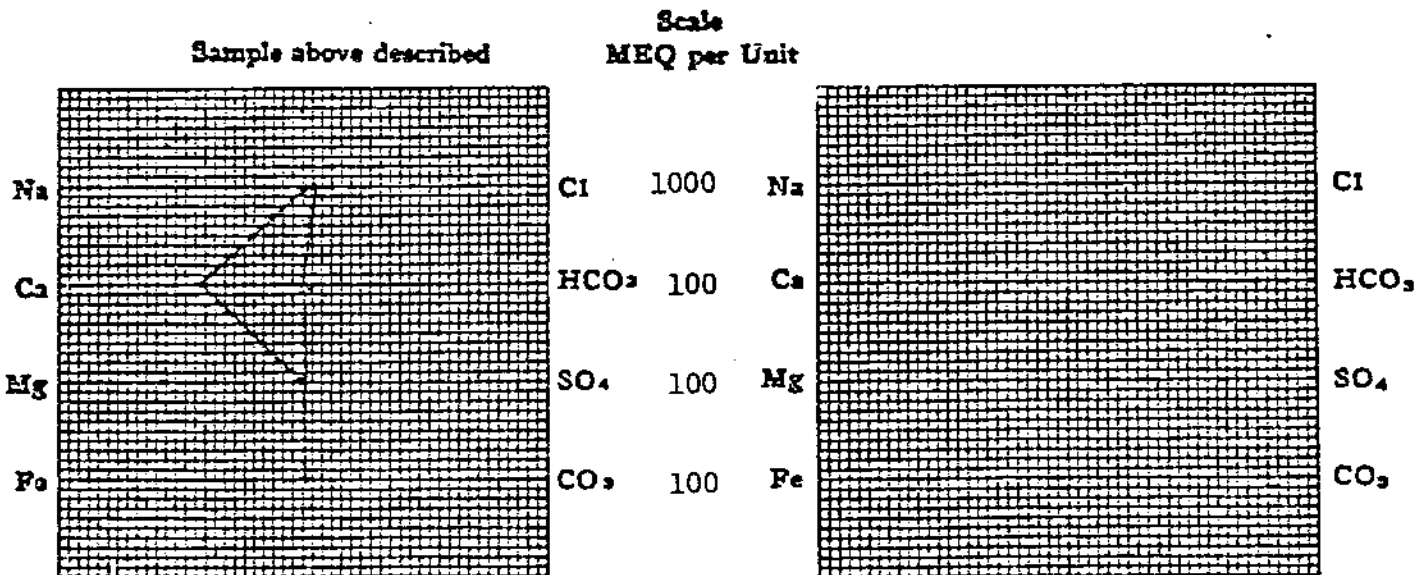 Scale
Sample above described MEQ per Unit
Na Cl 1000 Na Cl
Ca HCO₃ 100 Ca HCO₃
Mg SO₄ 100 Mg SO₄
Fe CO₃ 100 Fe CO₃